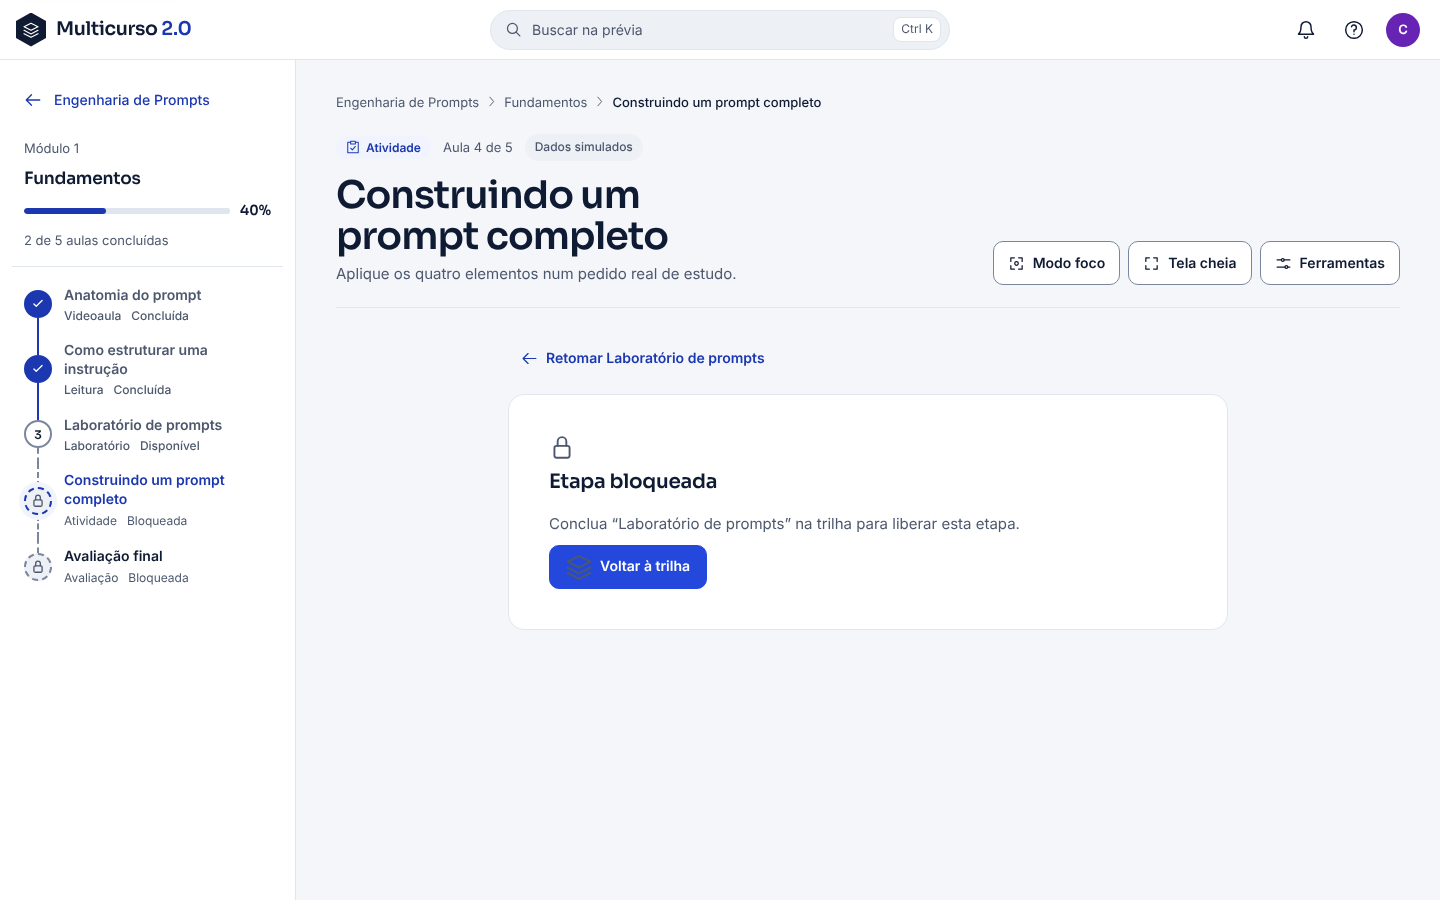 Multicurso 2.0
Buscar na prévia
Ctrl K
C
Engenharia de Prompts
Módulo 1
Fundamentos
40%
2 de 5 aulas concluídas
Anatomia do prompt
Videoaula Concluída
Como estruturar uma
instrução
Leitura Concluída
3
Laboratório de prompts
Laboratório Disponível
Construindo um prompt
completo
Atividade Bloqueada
Avaliação final
Avaliação Bloqueada
Engenharia de Prompts Fundamentos Construindo um prompt completo
Atividade Aula 4 de 5 Dados simulados
Construindo um
prompt completo
Aplique os quatro elementos num pedido real de estudo.
Modo foco Tela cheia Ferramentas
Retomar Laboratório de prompts
Etapa bloqueada
Conclua “Laboratório de prompts” na trilha para liberar esta etapa.
Voltar à trilha